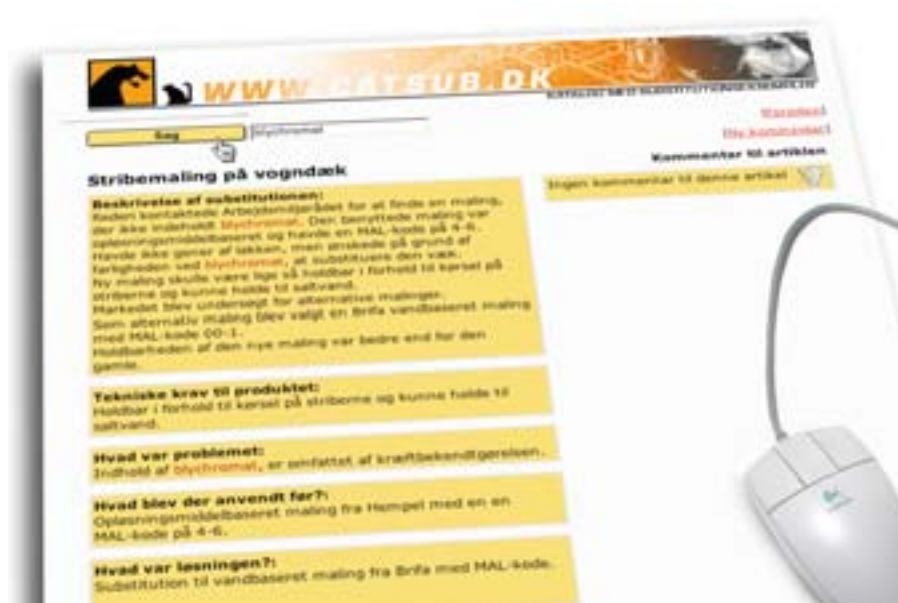 WWW.CATSUB.DK
KATALOG MED SUBSTITUTIONSEKSEMPLER
Søg
blychromat
[Ny kommentar]
Kommentar til artiklen
Ingen kommentar til denne artikel
Stribemaling på vogndæk
Beskrivelse af substitutionen:
Rederi kontaktede Arbejdsmiljørådet for at finde en maling,
der ikke indeholdt blychromat. Den benyttede maling var
opløsningsmiddelbaseret og havde en MAL-kode på 4-6.
Havde ikke gener af lakken, men ønskede på grund af
farligheden ved blychromat, at substituere den væk.
Ny maling skulle være lige så holdbar i forhold til kørsel på
striberne og kunne holde til saltvand.
Markedet blev undersøgt for alternative malinger.
Som alternativ maling blev valgt en Brifa vandbaseret maling
med MAL-kode 00-1.
Holdbarheden af den nye maling var bedre end for den
gamle.
Tekniske krav til produktet:
Holdbar i forhold til kørsel på striberne og kunne holde til
saltvand.
Hvad var problemet:
Indhold af blychromat, er omfattet af kræftbekendtgørelsen.
Hvad blev der anvendt før?:
Opløsningsmiddelbaseret maling fra Hempel med en en
MAL-kode på 4-6.
Hvad var løsningen?:
Substitution til vandbaseret maling fra Brifa med MAL-kode.